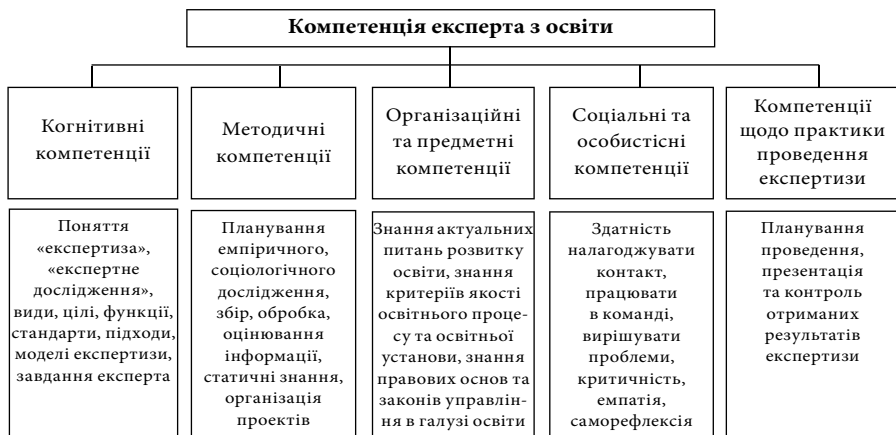 Компетенція експерта з освіти
Когнітивні
компетенції
Методичні
компетенції
Організаційні
та предметні
компетенції
Соціальні та
особистісні
компетенції
Компетенції
щодо практики
проведення
експертизи
Поняття
«експертиза»,
«експертне
дослідження»,
види, цілі, функції,
стандарти, підходи,
моделі експертизи,
завдання експерта
Планування
емпіричного,
соціологічного
дослідження,
збір, обробка,
оцінювання
інформації,
статичні знання,
організація
проектів
Знання актуальних
питань розвитку
освіти, знання
критеріїв якості
освітнього проце-
су та освітньої
установи, знання
правових основ та
законів управлін-
ня в галузі освіти
Здатність
налагоджувати
контакт,
працювати
в команді,
вирішувати
проблеми,
критичність,
емпатія,
саморефлексія
Планування
проведення,
презентація
та контроль
отриманих
результатів
експертизи